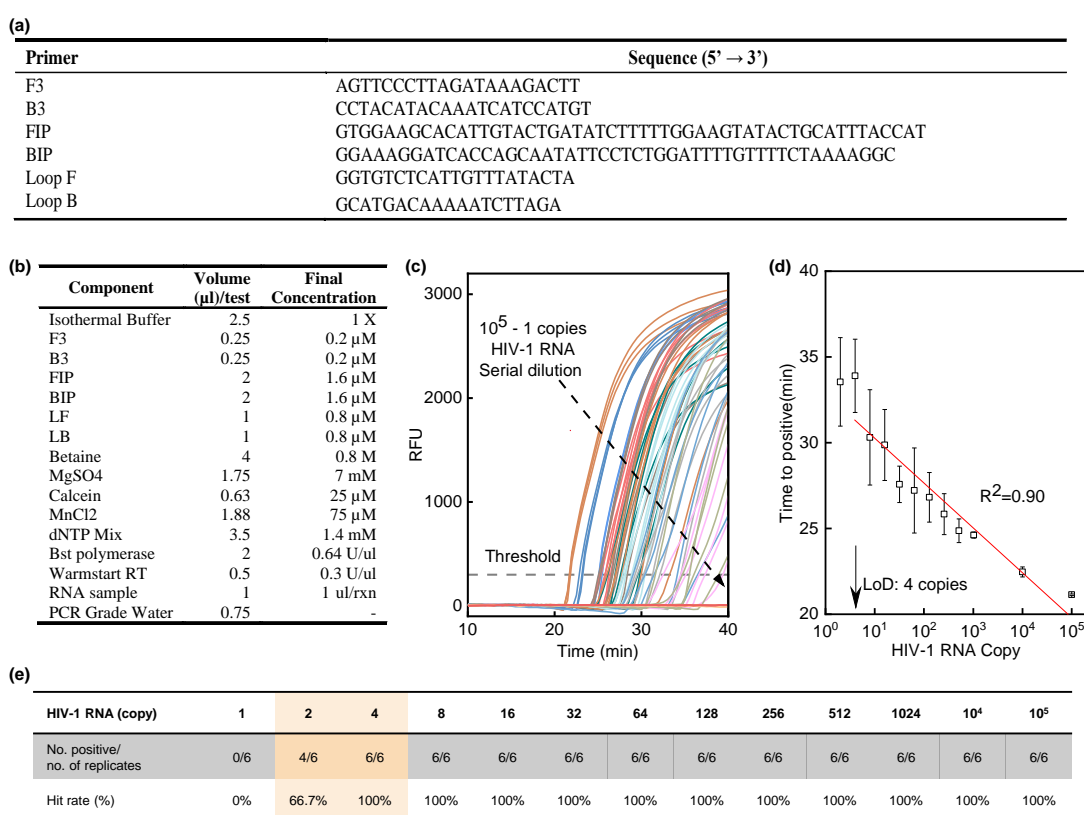 (a)
Primer Sequence (5’ → 3’)
F3 AGTTCCCTTAGATAAAGACTT
B3 CCTACATACAAATCATCCATGT
FIP GTGGAAGCACATTGTACTGATATCTTTTTGGAAGTATACTGCATTTACCAT
BIP GGAAAGGATCACCAGCAATATTCCTCTGGATTTTGTTTTCTAAAAGGC
Loop F GGTGTCTCATTGTTTATACTA
Loop B GCATGACAAAAATCTTAGA
(b)
Component Volume (µl)/test Final Concentration
Isothermal Buffer 2.5 1 X
F3 0.25 0.2 µM
B3 0.25 0.2 µM
FIP 2 1.6 µM
BIP 2 1.6 µM
LF 1 0.8 µM
LB 1 0.8 µM
Betaine 4 0.8 M
MgSO4 1.75 7 mM
Calcein 0.63 25 µM
MnCl2 1.88 75 µM
dNTP Mix 3.5 1.4 mM
Bst polymerase 2 0.64 U/ul
Warmstart RT 0.5 0.3 U/ul
RNA sample 1 1 ul/rxn
PCR Grade Water 0.75 -
(c)
3000
2000
1000
0
RFU
10⁵ - 1 copies
HIV-1 RNA
Serial dilution
Threshold
10 20 30 40
Time (min)
(d)
40
35
30
25
20
Time to positive(min)
R²=0.90
LoD: 4 copies
10⁰ 10¹ 10² 10³ 10⁴ 10⁵
HIV-1 RNA Copy
(e)
HIV-1 RNA (copy) 1 2 4 8 16 32 64 128 256 512 1024 10⁴ 10⁵
No. positive/
no. of replicates 0/6 4/6 6/6 6/6 6/6 6/6 6/6 6/6 6/6 6/6 6/6 6/6 6/6
Hit rate (%) 0% 66.7% 100% 100% 100% 100% 100% 100% 100% 100% 100% 100% 100%